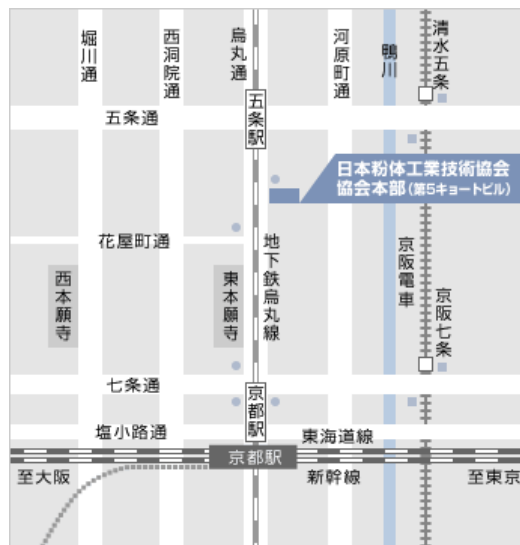 堀川通
西洞院通
烏丸通
河原町通
鴨川
清水五条
五条駅
五条通
日本粉体工業技術協会
協会本部(第5キョートビル)
花屋町通
地下鉄烏丸線
京阪電車
西本願寺
東本願寺
京阪七条
七条通
京都駅
塩小路通
東海道線
京都駅
至大阪
新幹線
至東京